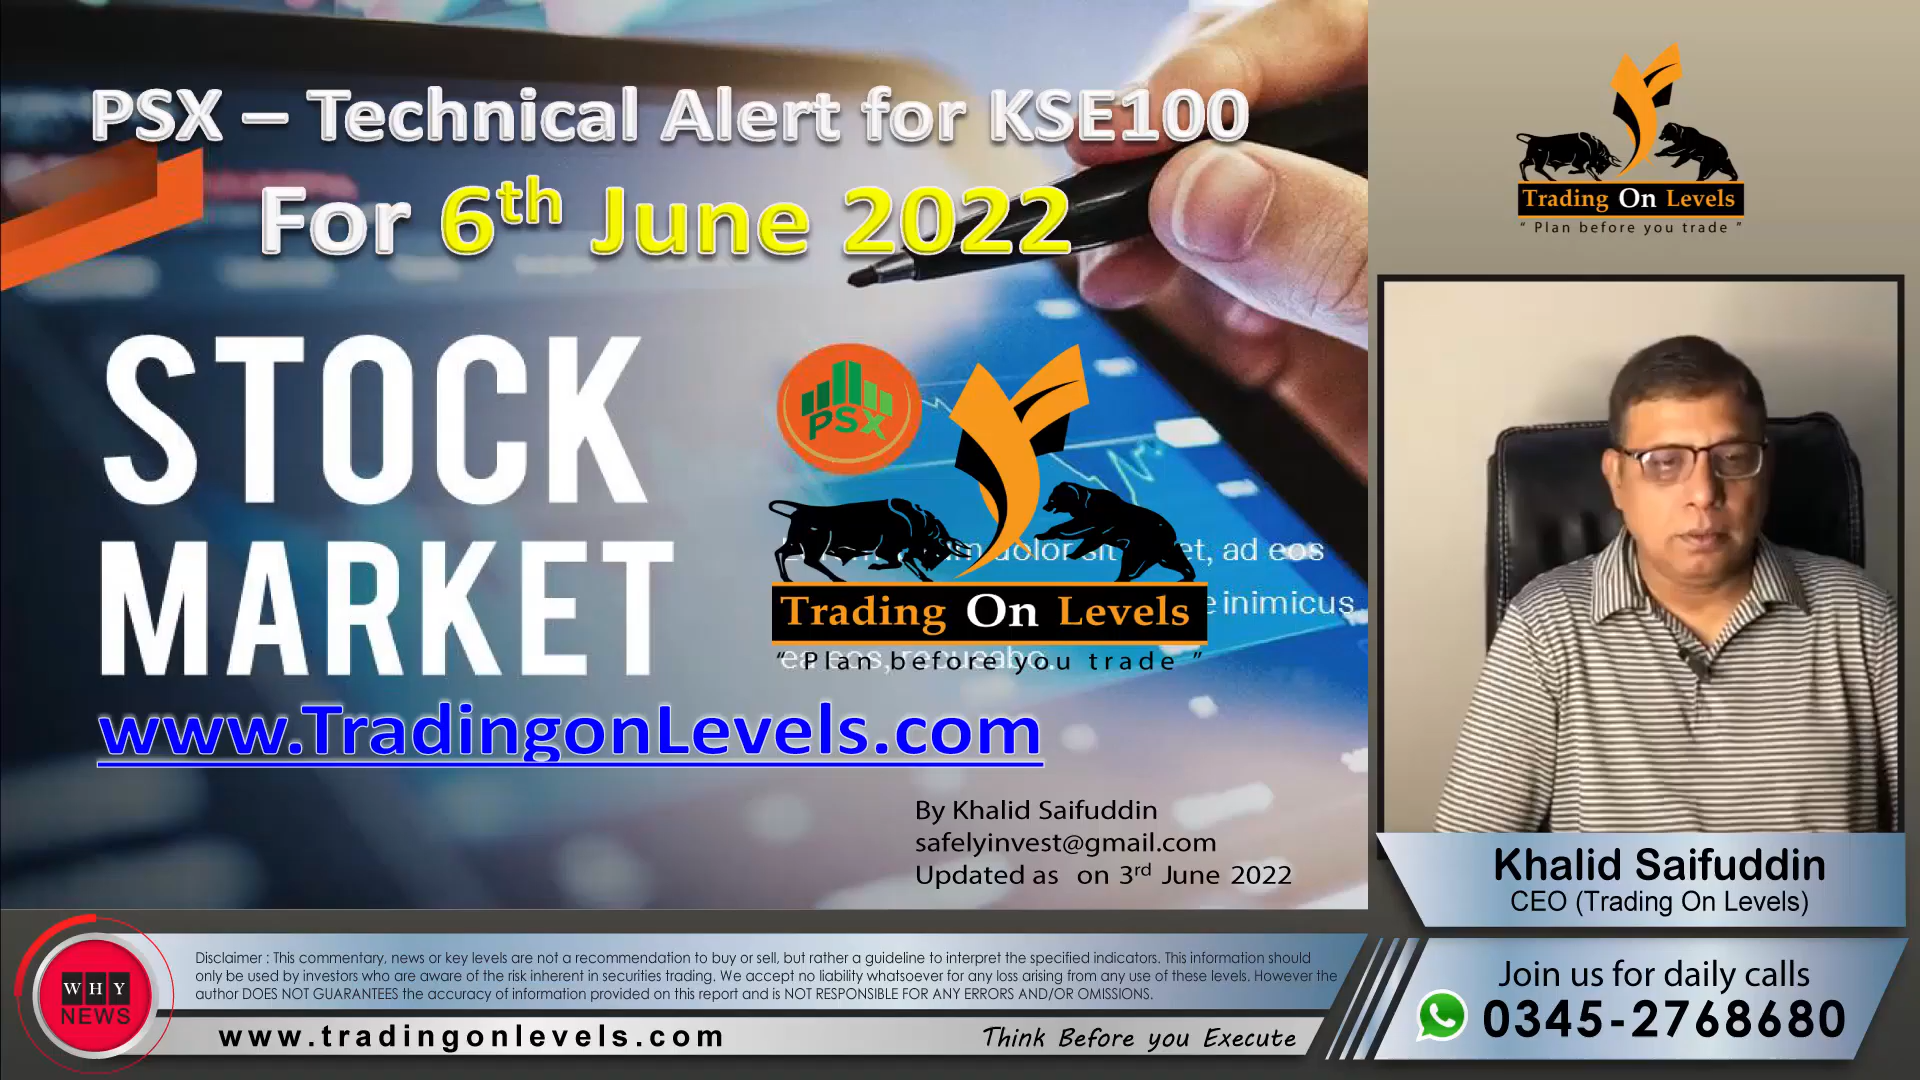 PSX – Technical Alert for KSE100
For 6th June 2022
STOCK
MARKET
PSX
dolor sit
et, ad eos
Trading On Levels
e inimicus
" Plan before you trade "
www.TradingonLevels.com
By Khalid Saifuddin
safelyinvest@gmail.com
Updated as on 3rd June 2022
Trading On Levels
" Plan before you trade "
Khalid Saifuddin
CEO (Trading On Levels)
WHY
NEWS
Disclaimer : This commentary, news or key levels are not a recommendation to buy or sell, but rather a guideline to interpret the specified indicators. This information should
only be used by investors who are aware of the risk inherent in securities trading. We accept no liability whatsoever for any loss arising from any use of these levels. However the
author DOES NOT GUARANTEES the accuracy of information provided on this report and is NOT RESPONSIBLE FOR ANY ERRORS AND/OR OMISSIONS.
www.tradingonlevels.com
Think Before you Execute
Join us for daily calls
0345-2768680